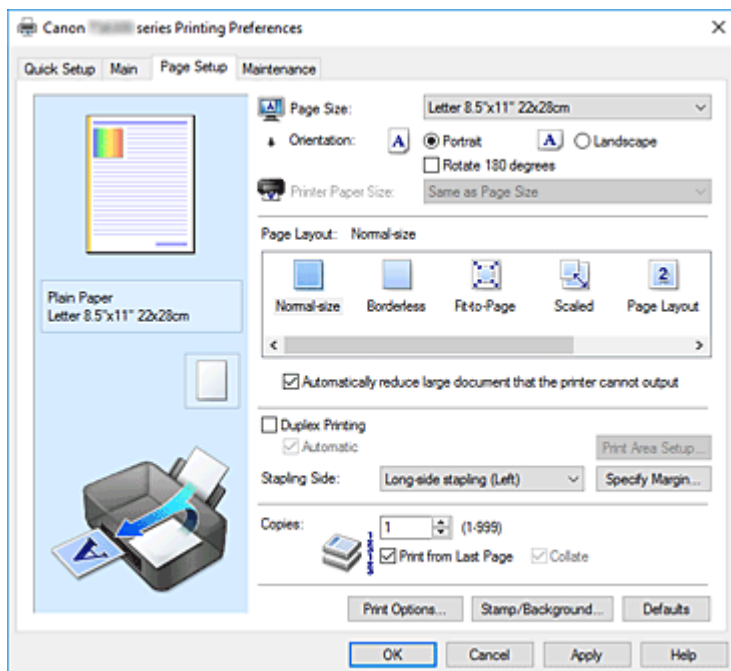 Canon series Printing Preferences
Quick Setup Main Page Setup Maintenance
Page Size: Letter 8.5"x11" 22x28cm
Orientation: A Portrait A Landscape
Rotate 180 degrees
Printer Paper Size: Same as Page Size
Page Layout: Normal-size
2
Normal-size Borderless Fit-to-Page Scaled Page Layout
Automatically reduce large document that the printer cannot output
Plain Paper
Letter 8.5"x11" 22x28cm
Duplex Printing
Automatic Print Area Setup...
Stapling Side: Long-side stapling (Left) Specify Margin...
Copies: 1 (1-999)
Print from Last Page Collate
A
Print Options... Stamp/Background... Defaults
OK Cancel Apply Help